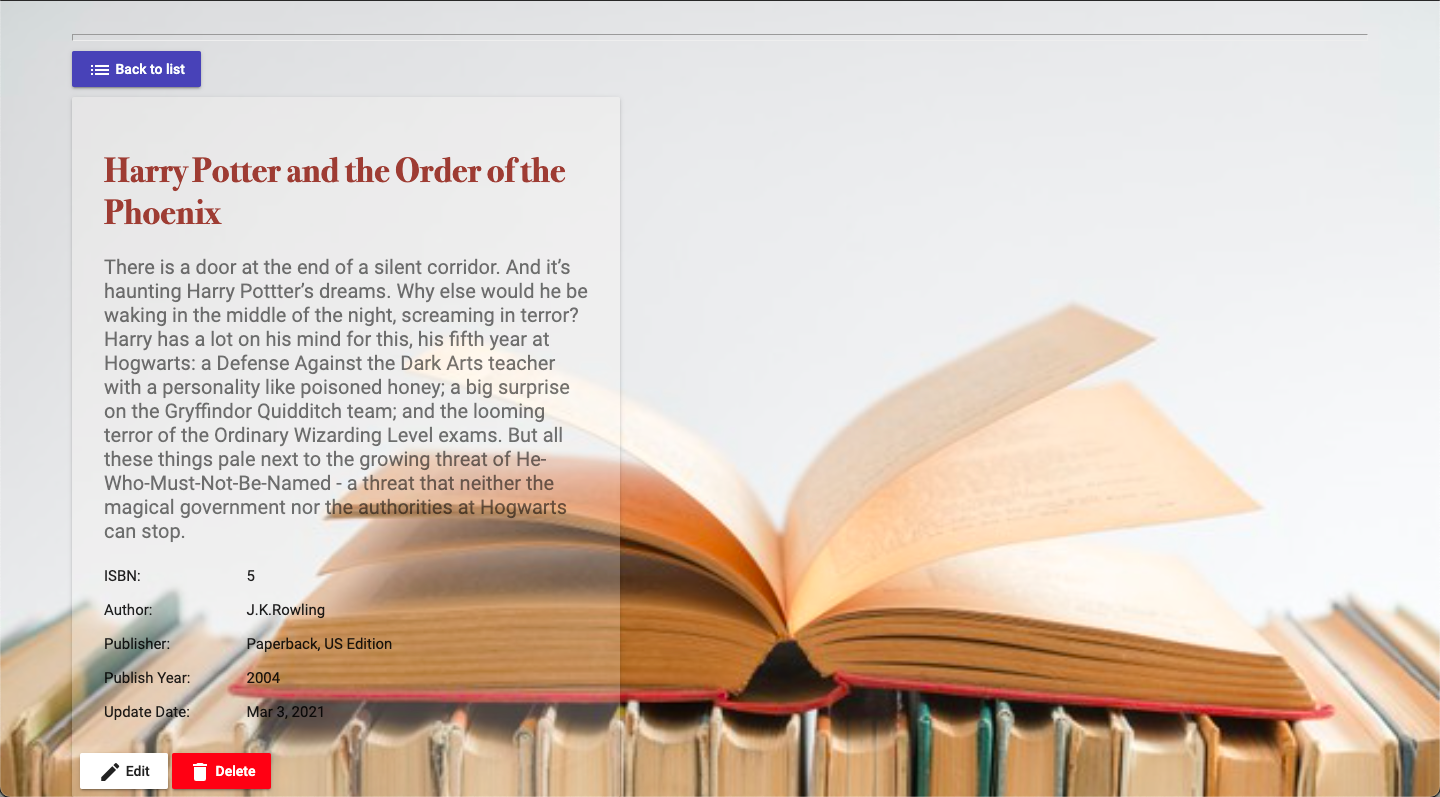 Back to list
Harry Potter and the Order of the
Phoenix
There is a door at the end of a silent corridor. And it’s
haunting Harry Pottter’s dreams. Why else would he be
waking in the middle of the night, screaming in terror?
Harry has a lot on his mind for this, his fifth year at
Hogwarts: a Defense Against the Dark Arts teacher
with a personality like poisoned honey; a big surprise
on the Gryffindor Quidditch team; and the looming
terror of the Ordinary Wizarding Level exams. But all
these things pale next to the growing threat of He-
Who-Must-Not-Be-Named - a threat that neither the
magical government nor the authorities at Hogwarts
can stop.
ISBN: 5
Author: J.K.Rowling
Publisher: Paperback, US Edition
Publish Year: 2004
Update Date: Mar 3, 2021
Edit Delete